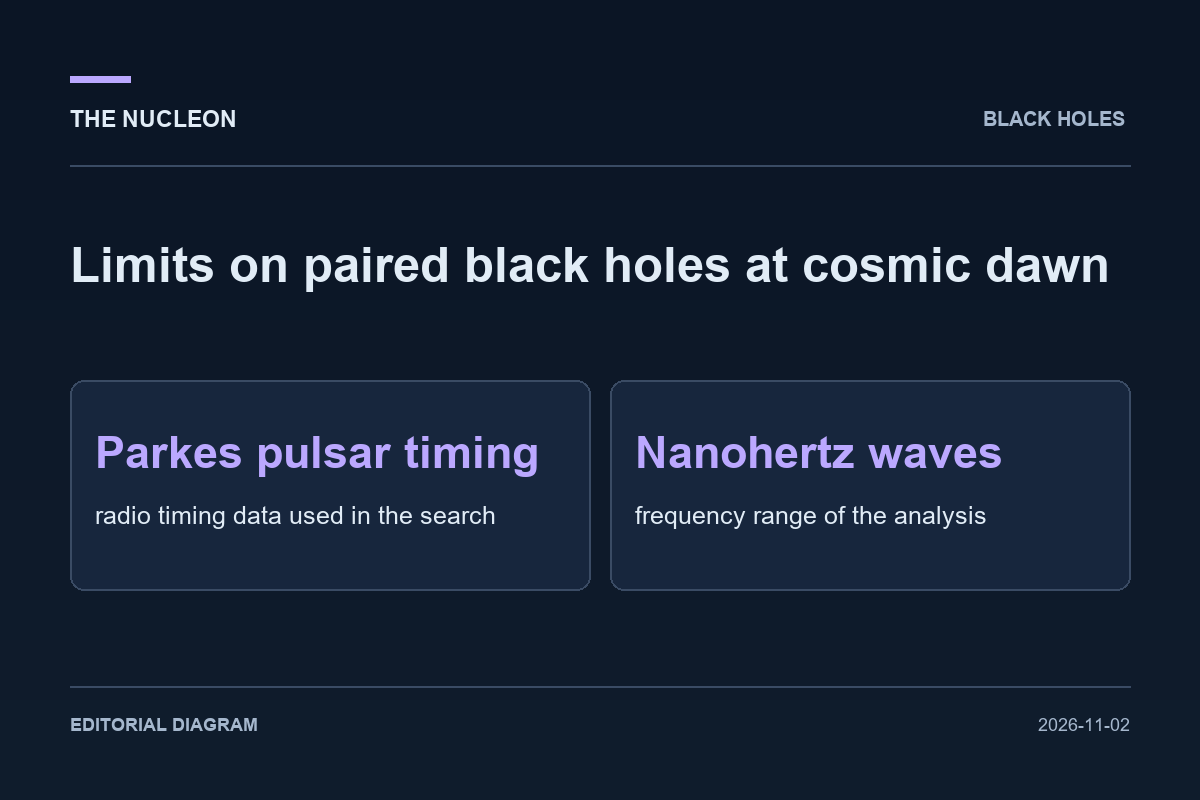 THE NUCLEON
BLACK HOLES
Limits on paired black holes at cosmic dawn
Parkes pulsar timing
radio timing data used in the search
Nanohertz waves
frequency range of the analysis
EDITORIAL DIAGRAM
2026-11-02